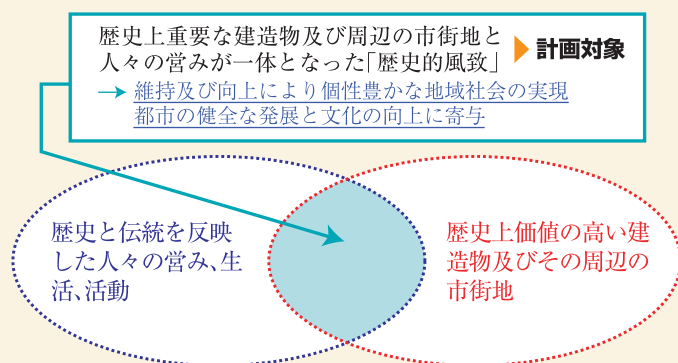 歴史上重要な建造物及び周辺の市街地と
人々の営みが一体となった「歴史的風致」
▶計画対象
→ 維持及び向上により個性豊かな地域社会の実現
都市の健全な発展と文化の向上に寄与
歴史と伝統を反映
した人々の営み、生
活、活動
歴史上価値の高い建
造物及びその周辺の
市街地